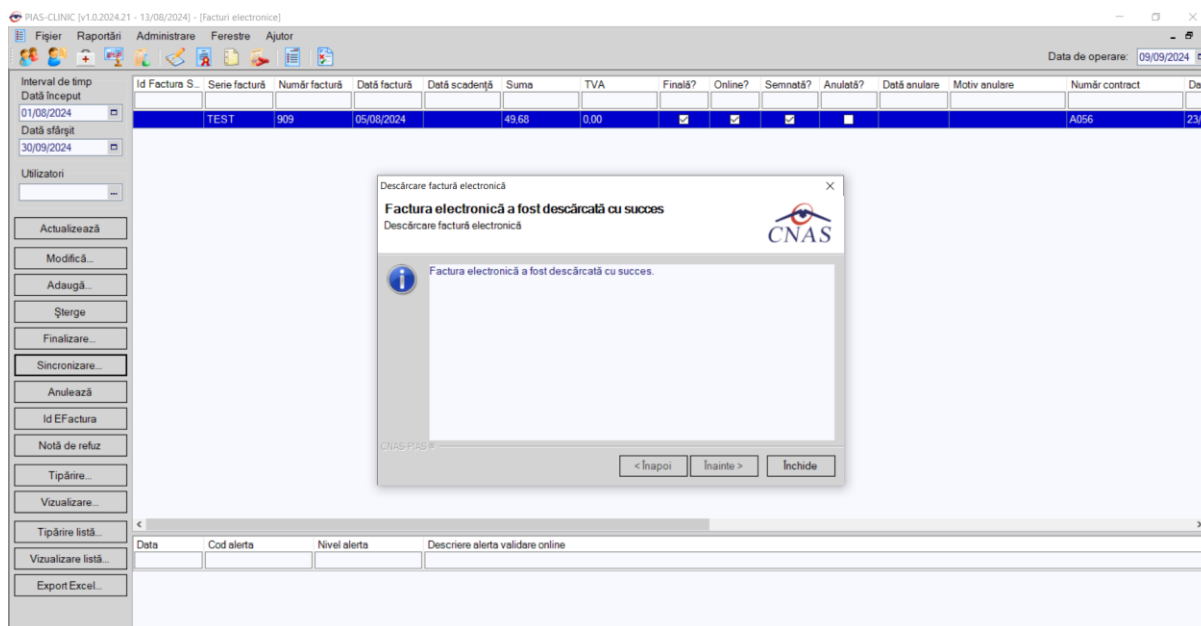 PIAS-CLINIC [v1.0.2024.21 - 13/08/2024] - [Facturi electronice]
Fișier Raportări Administrare Ferestre Ajutor
Data de operare: 09/09/2024
Interval de timp
Dată început
01/08/2024
Dată sfârșit
30/09/2024
Utilizatori
...
Actualizează
Modifică...
Adaugă...
Şterge
Finalizare...
Sincronizare...
Anulează
Id EFactura
Notă de refuz
Tipărire...
Vizualizare...
Tipărire listă...
Vizualizare listă...
Export Excel...
Id Factura S... Serie factură Număr factură Dată factură Dată scadență Suma TVA Finală? Online? Semnată? Anulată? Dată anulare Motiv anulare Număr contract Da
TEST 909 05/08/2024 49,68 0,00 A056 23/
Descărcare factură electronică
Factura electronică a fost descărcată cu succes
Descărcare factură electronică
CNAS
Factura electronică a fost descărcată cu succes.
CNAS-PIAS ®
< Înapoi Înainte > Închide
Data Cod alerta Nivel alerta Descriere alerta validare online